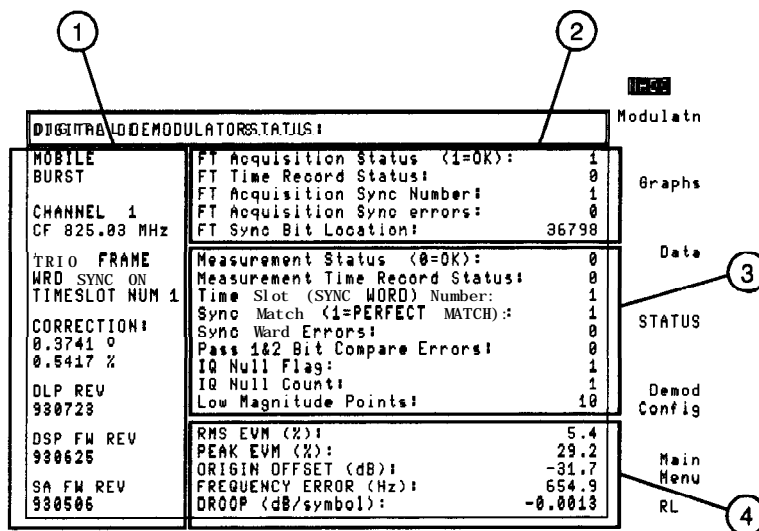 1
2
Modulatn
MOBILE
BURST
CHANNEL 1
CF 825.03 MHz
TRIO FRAME
WRD SYNC ON
TIMESLOT NUM 1
CORRECTION:
0.3741 º
0.5417 %
DLP REV
930723
DSP FW REV
930625
SA FW REV
930506
FT Acquisition Status (1=OK): 1
FT Time Record Status: 0
FT Acquisition Sync Number: 1
FT Acquisition Sync errors: 0
FT Sync Bit Location: 36798
Measurement Status (0=OK): 0
Measurement Time Record Status: 0
Time Slot (SYNC WORD) Number: 1
Sync Match (1=PERFECT MATCH): 1
Sync Ward Errors: 0
Pass 1&2 Bit Compare Errors: 0
IQ Null Flag: 1
IQ Null Count: 1
Low Magnitude Points: 10
RMS EVM (%): 5.4
PEAK EVM (%): 29.2
ORIGIN OFFSET (dB): -31.7
FREQUENCY ERROR (Hz): 654.9
DROOP (dB/symbol): -0.0013
Graphs
Data
3
STATUS
Demod
Config
Main
Menu
RL
4